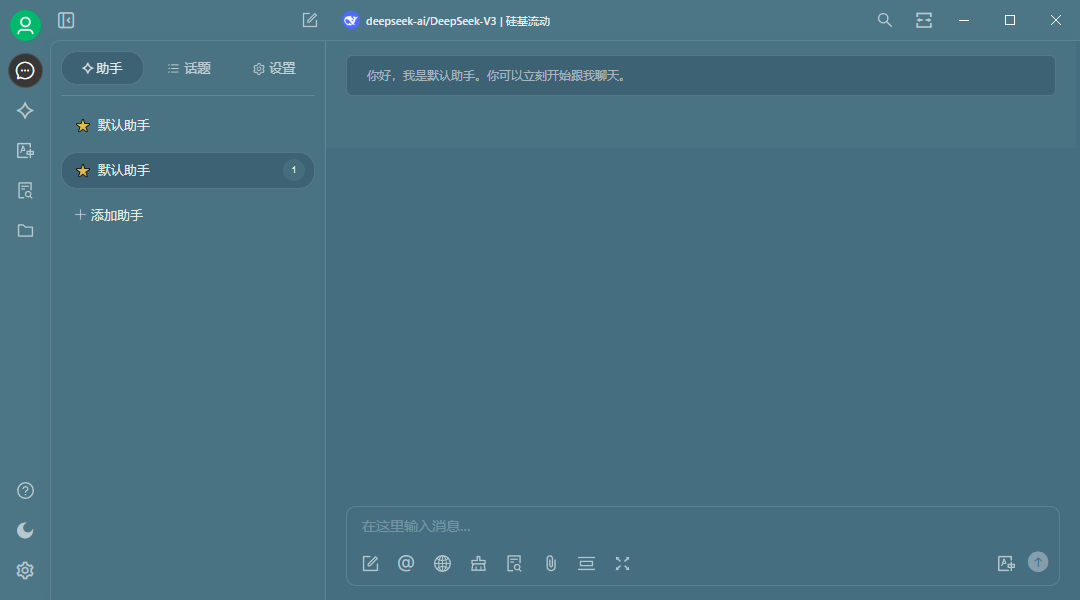 deepseek-ai/DeepSeek-V3 | 硅基流动
助手
话题
设置
默认助手
默认助手
1
添加助手
你好，我是默认助手。你可以立刻开始跟我聊天。
在这里输入消息...